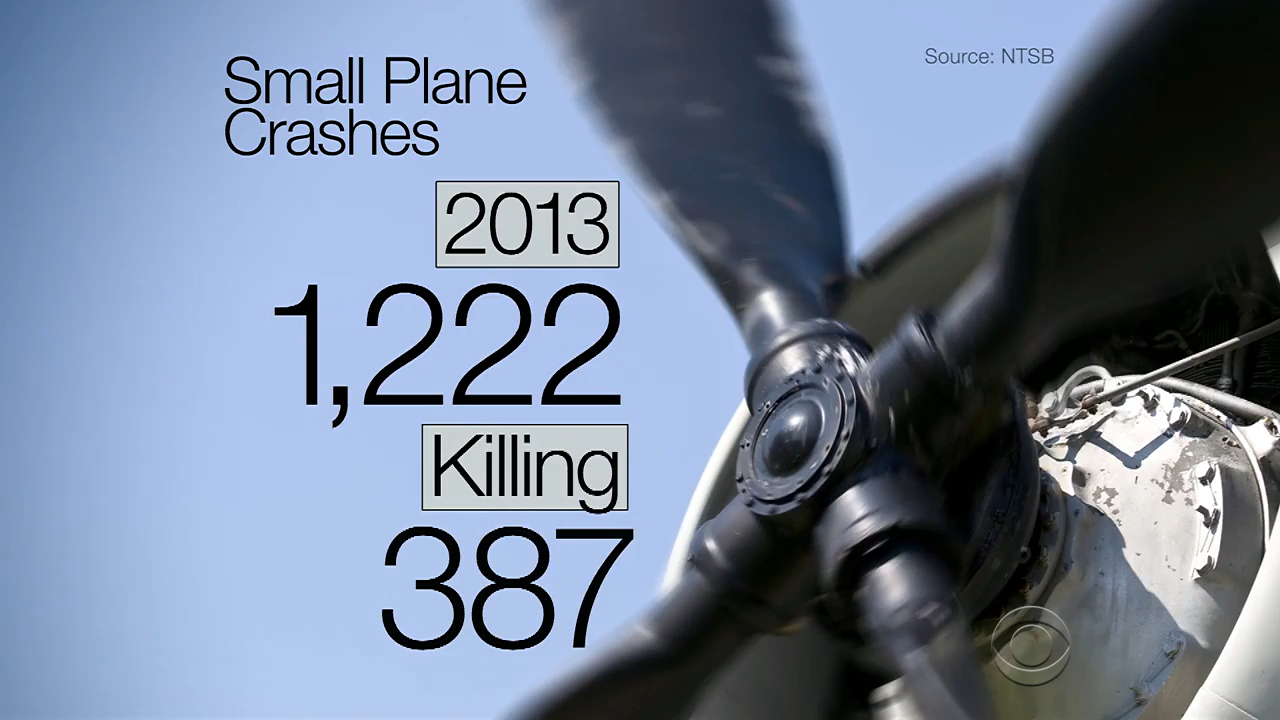 Source: NTSB
Small Plane
Crashes
2013
1,222
Killing
387